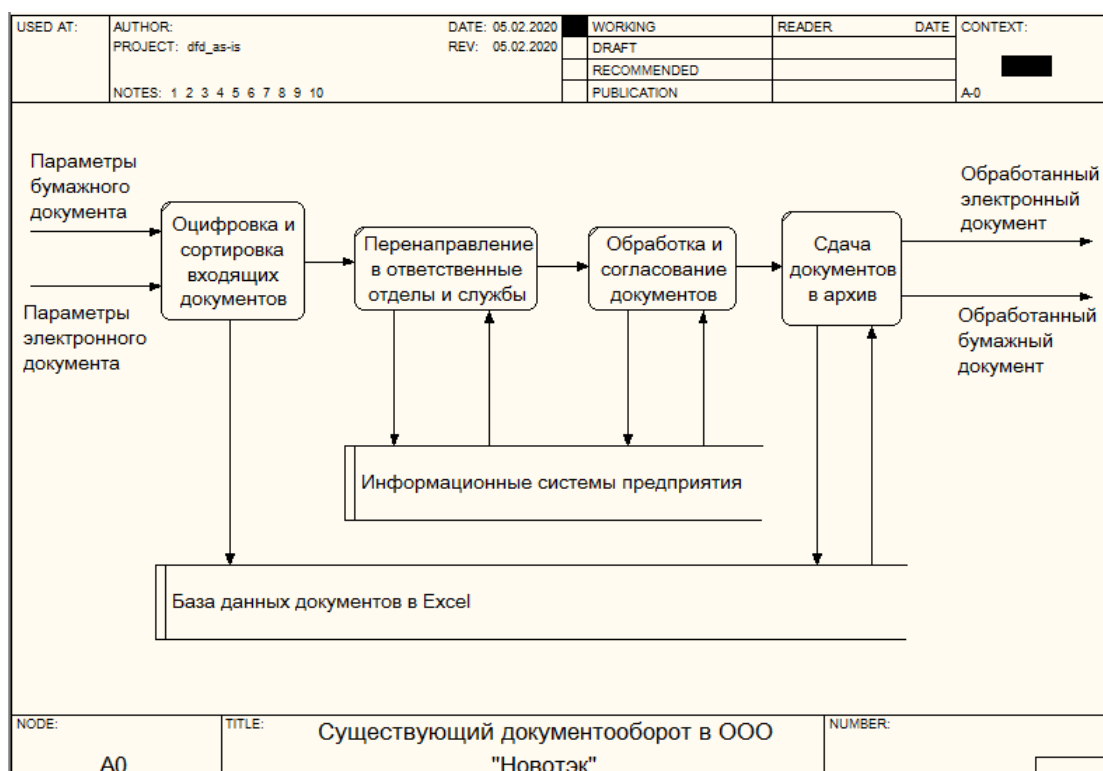 USED AT:
AUTHOR:
DATE: 05.02.2020
WORKING
READER
DATE
CONTEXT:
PROJECT: dfd_as-is
REV: 05.02.2020
DRAFT
RECOMMENDED
NOTES: 1 2 3 4 5 6 7 8 9 10
PUBLICATION
A-0
Параметры
бумажного
документа
Параметры
электронного
документа
Оцифровка и
сортировка
входящих
документов
Перенаправление
в ответственные
отделы и службы
Обработка и
согласование
документов
Сдача
документов
в архив
Обработанный
электронный
документ
Обработанный
бумажный
документ
Информационные системы предприятия
База данных документов в Excel
NODE:
A0
TITLE:
Существующий документооборот в ООО
"Новотэк"
NUMBER: